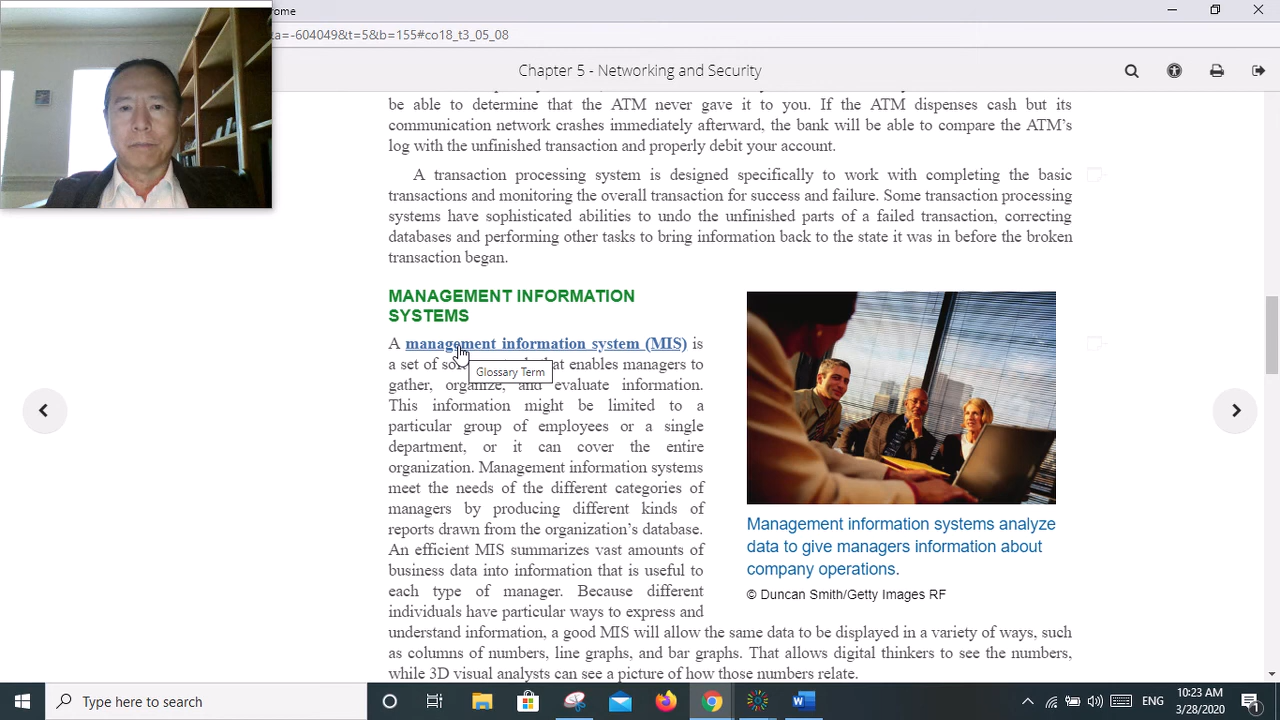 ome
a=-604049&t=5&b=155#co18_t3_05_08
Chapter 5 - Networking and Security
be able to determine that the ATM never gave it to you. If the ATM dispenses cash but its
communication network crashes immediately afterward, the bank will be able to compare the ATM's
log with the unfinished transaction and properly debit your account.
A transaction processing system is designed specifically to work with completing the basic
transactions and monitoring the overall transaction for success and failure. Some transaction processing
systems have sophisticated abilities to undo the unfinished parts of a failed transaction, correcting
databases and performing other tasks to bring information back to the state it was in before the broken
transaction began.
MANAGEMENT INFORMATION
SYSTEMS
A management information system (MIS) is
a set of so at enables managers to
Glossary Term
gather, organize, and evaluate information.
This information might be limited to a
particular group of employees or a single
department, or it can cover the entire
organization. Management information systems
meet the needs of the different categories of
managers by producing different kinds of
reports drawn from the organization's database.
An efficient MIS summarizes vast amounts of
business data into information that is useful to
each type of manager. Because different
individuals have particular ways to express and
understand information, a good MIS will allow the same data to be displayed in a variety of ways, such
as columns of numbers, line graphs, and bar graphs. That allows digital thinkers to see the numbers,
while 3D visual analysts can see a picture of how those numbers relate.
Management information systems analyze
data to give managers information about
company operations.
© Duncan Smith/Getty Images RF
Type here to search
ENG
10:23 AM
3/28/2020